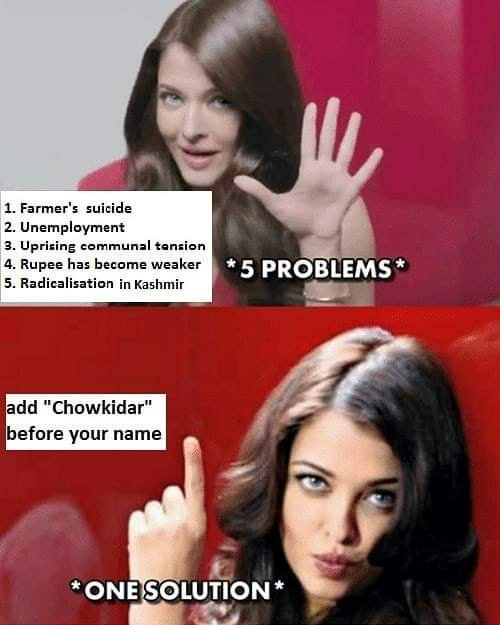 1. Farmer's suicide
2. Unemployment
3. Uprising communal tension
4. Rupee has become weaker
5. Radicalisation in Kashmir
*5 PROBLEMS*
add "Chowkidar"
before your name
*ONE SOLUTION*